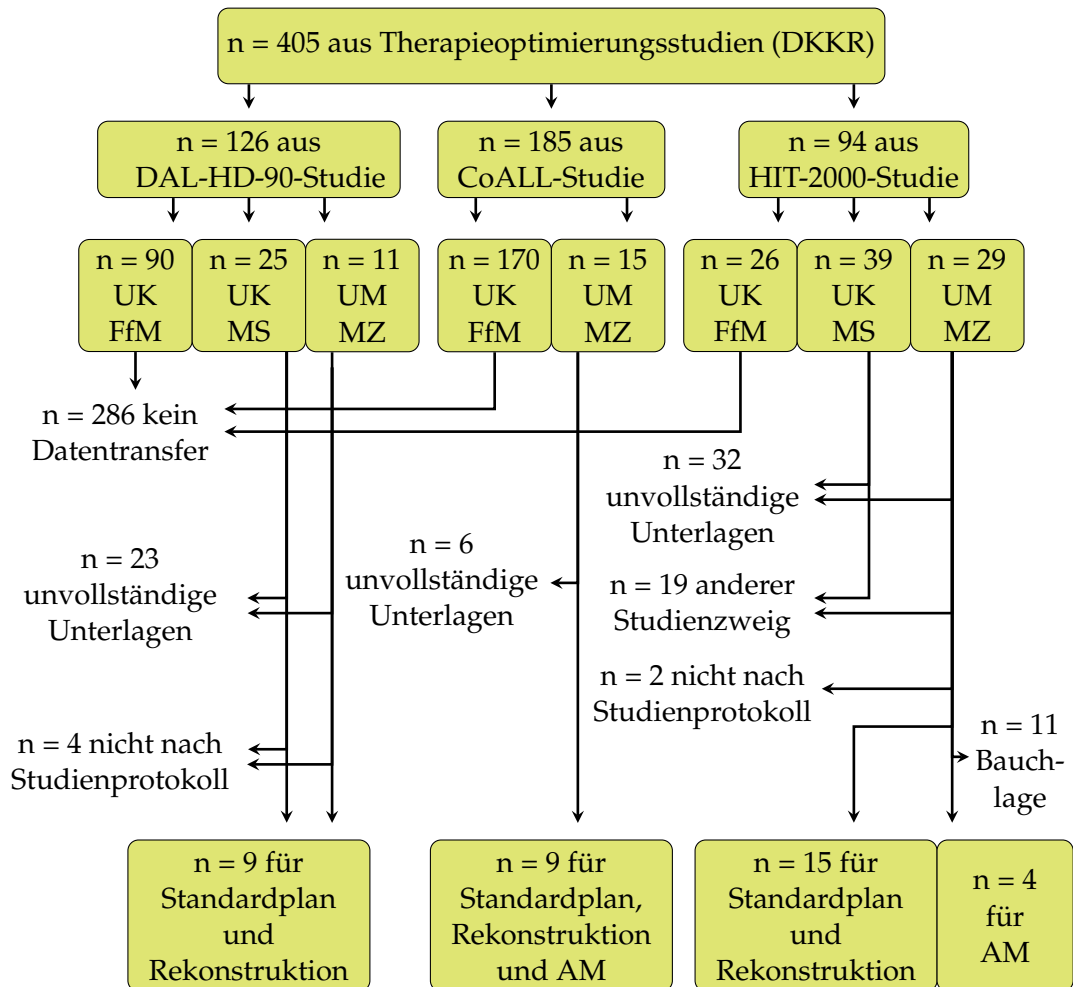 n = 405 aus Therapieoptimierungsstudien (DKKR)
n = 126 aus
DAL-HD-90-Studie
n = 185 aus
CoALL-Studie
n = 94 aus
HIT-2000-Studie
n = 90
UK
FfM
n = 25
UK
MS
n = 11
UM
MZ
n = 170
UK
FfM
n = 15
UM
MZ
n = 26
UK
FfM
n = 39
UK
MS
n = 29
UM
MZ
n = 286 kein
Datentransfer
n = 32
unvollständige
Unterlagen
n = 23
unvollständige
Unterlagen
n = 6
unvollständige
Unterlagen
n = 19 anderer
Studienzweig
n = 2 nicht nach
Studienprotokoll
n = 4 nicht nach
Studienprotokoll
n = 11
Bauch-
lage
n = 9 für
Standardplan
und
Rekonstruktion
n = 9 für
Standardplan,
Rekonstruktion
und AM
n = 15 für
Standardplan
und
Rekonstruktion
n = 4
für
AM